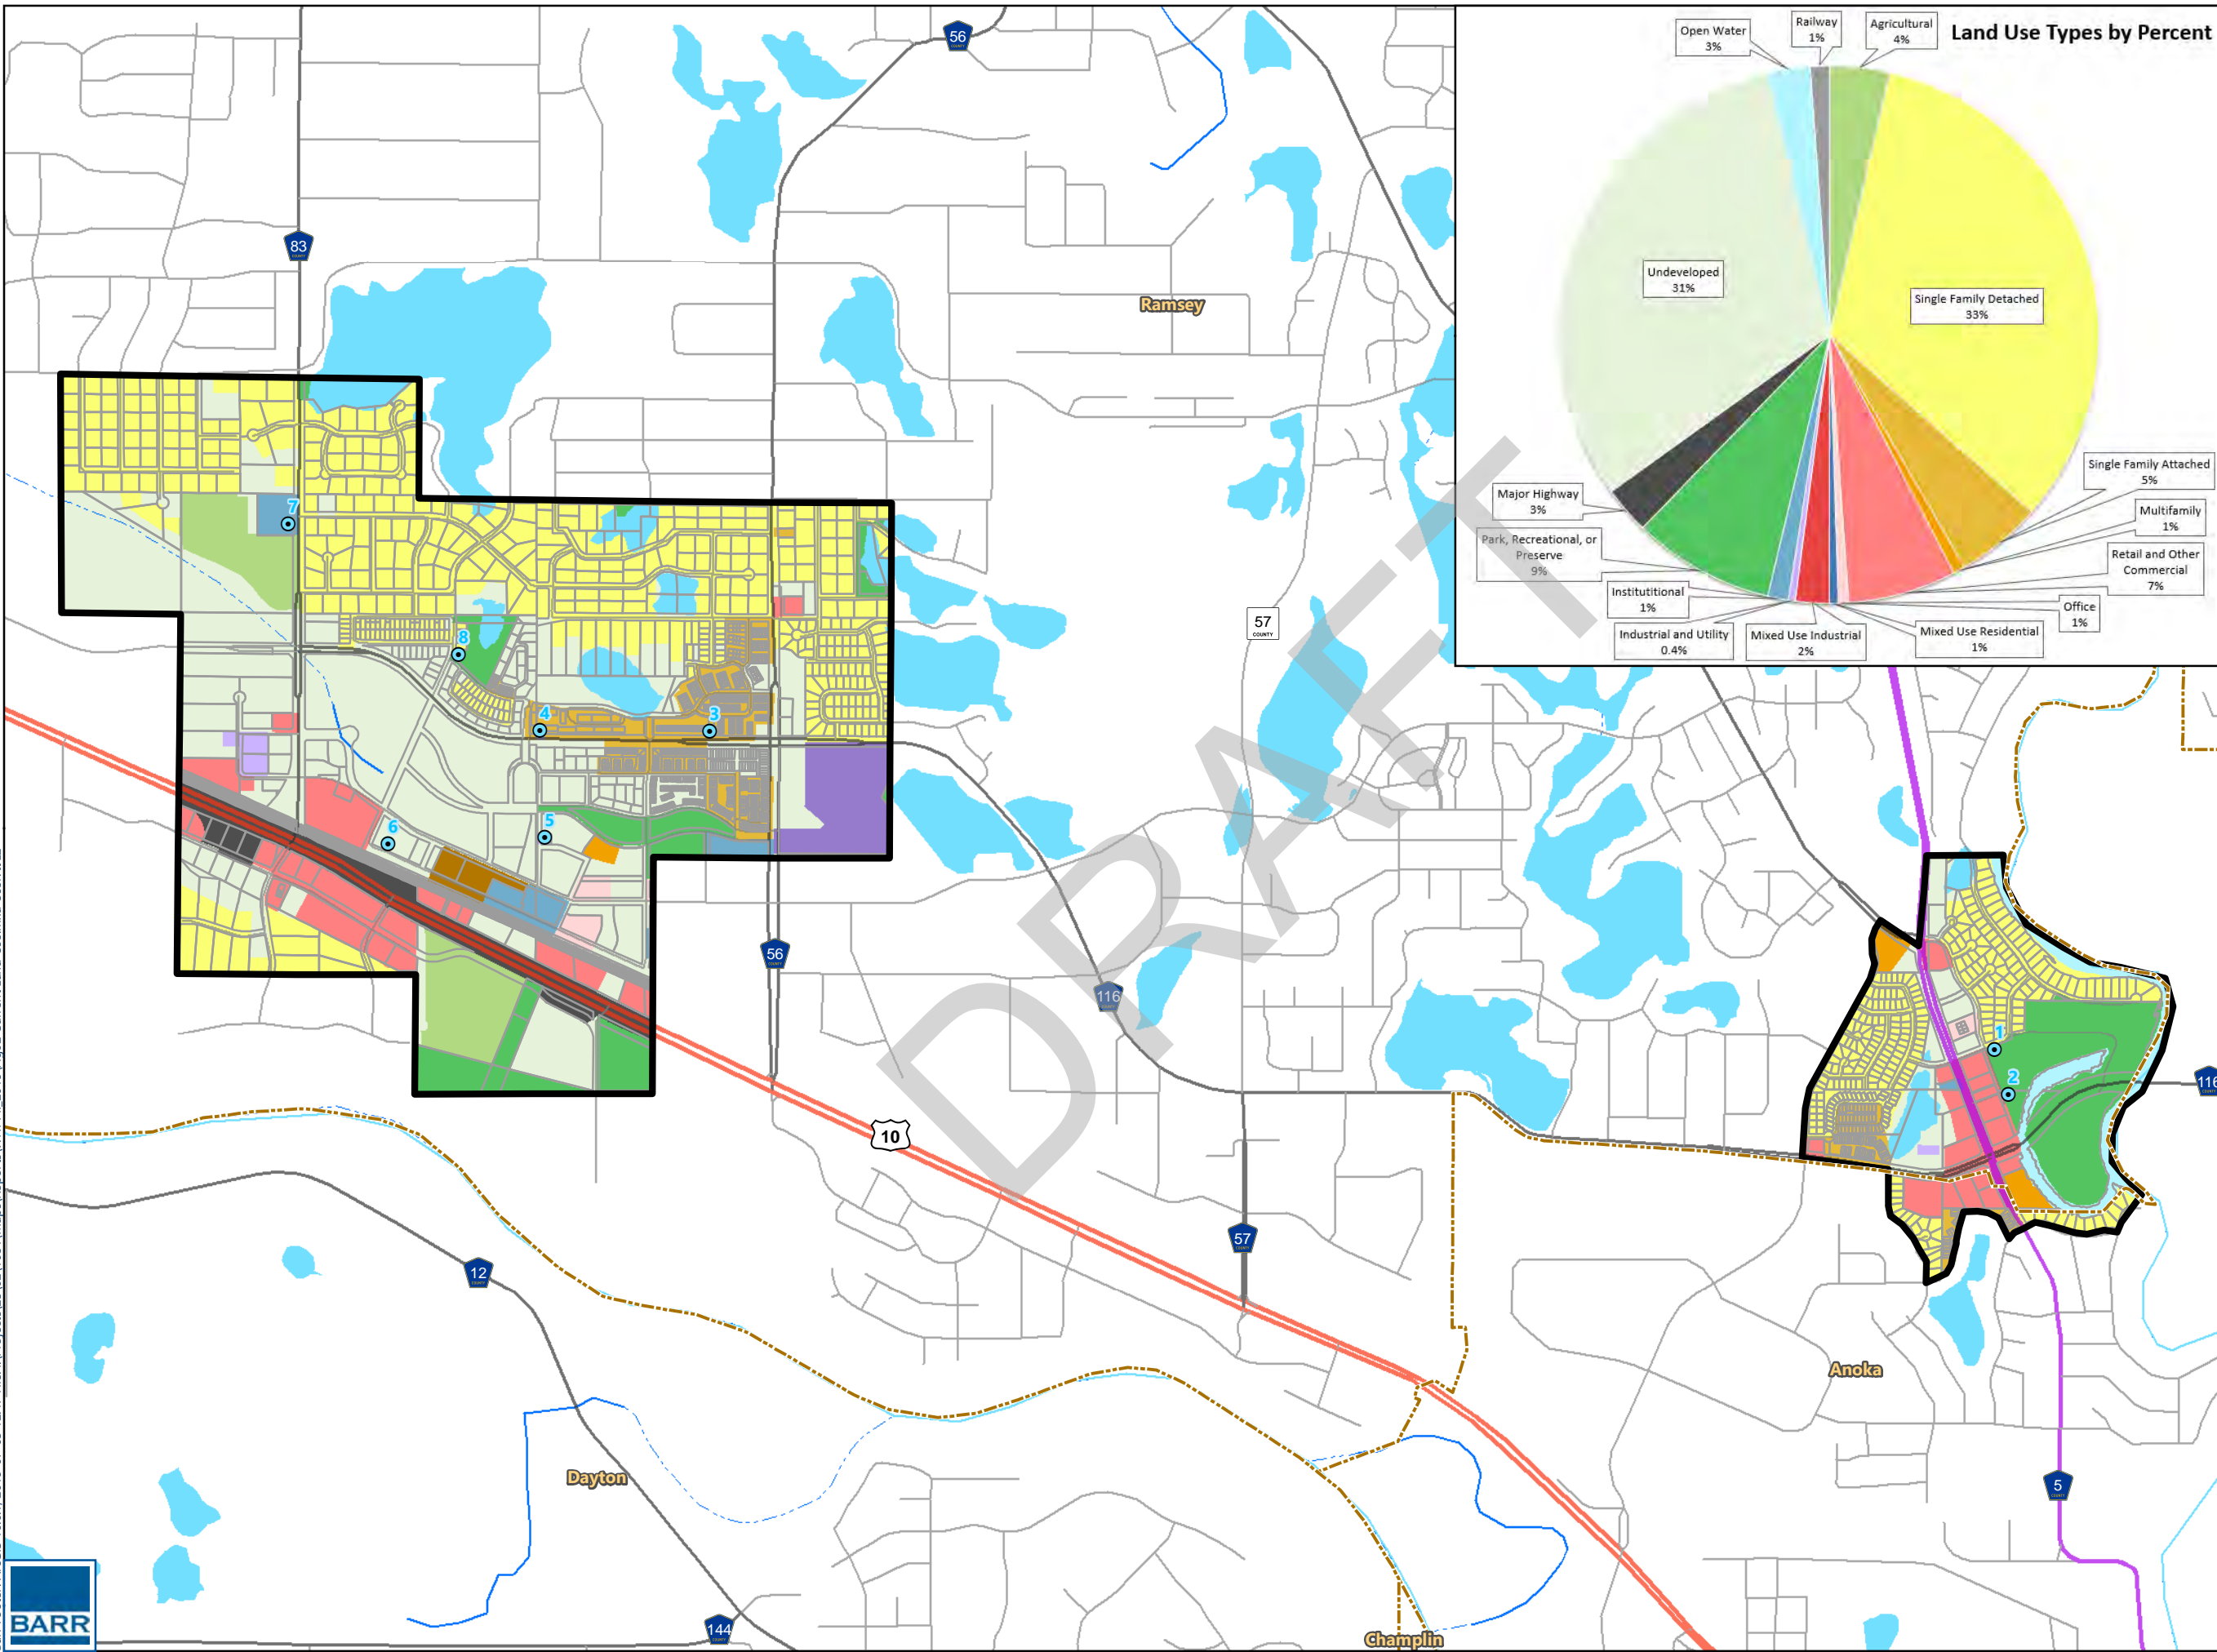 Land Use Types by Percent
Open Water
3%
Railway
1%
Agricultural
4%
Undeveloped
31%
Single Family Detached
33%
Single Family Attached
5%
Major Highway
3%
Multifamily
1%
Park, Recreational, or
Preserve
9%
Retail and Other
Commercial
7%
Institutitional
1%
Office
1%
Industrial and Utility
0.4%
Mixed Use Industrial
2%
Mixed Use Residential
1%
56
83
Ramsey
7
57
COUNTY
8
4
3
6
5
56
116
1
2
116
10
57
12
Anoka
Dayton
5
144
Champlin
DRAFT
BARR